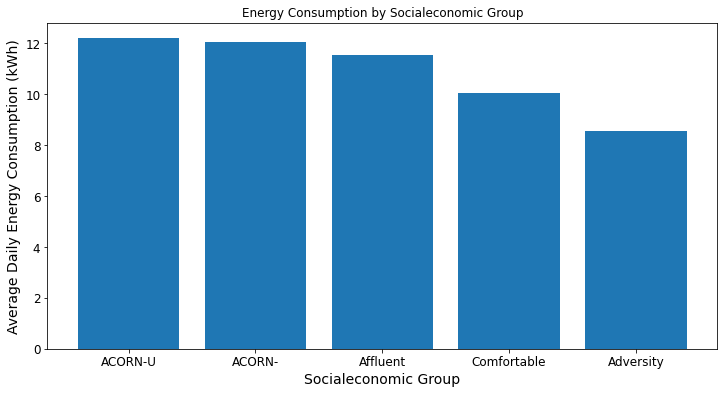 Energy Consumption by Socialeconomic Group
Average Daily Energy Consumption (kWh)
12
10
8
6
4
2
0
ACORN-U ACORN- Affluent Comfortable Adversity
Socialeconomic Group